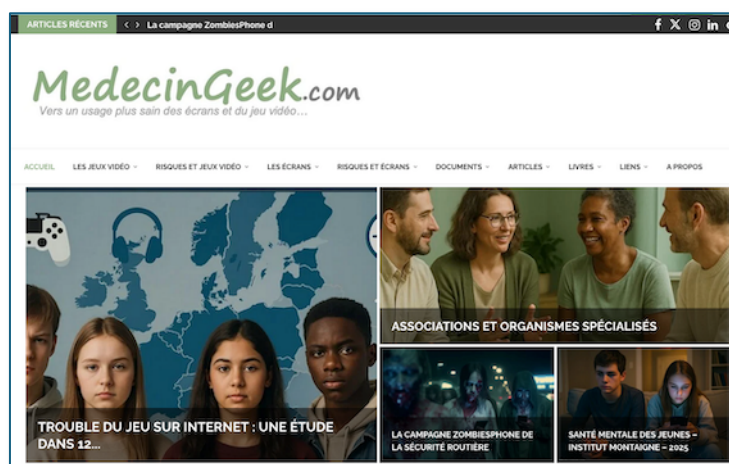 ARTICLES RÉCENTS
La campagne ZombiesPhone d
MedecinGeek.com
Vers un usage plus sain des écrans et du jeu vidéo...
ACCUEIL
LES JEUX VIDÉO
RISQUES ET JEUX VIDÉO
LES ÉCRANS
RISQUES ET ÉCRANS
DOCUMENTS
ARTICLES
LIVRES
LIENS
A PROPOS
TROUBLE DU JEU SUR INTERNET : UNE ÉTUDE
DANS 12...
ASSOCIATIONS ET ORGANISMES SPÉCIALISÉS
LA CAMPAGNE ZOMBIESPHONE DE
LA SÉCURITÉ ROUTIÈRE
SANTÉ MENTALE DES JEUNES –
INSTITUT MONTAIGNE – 2025